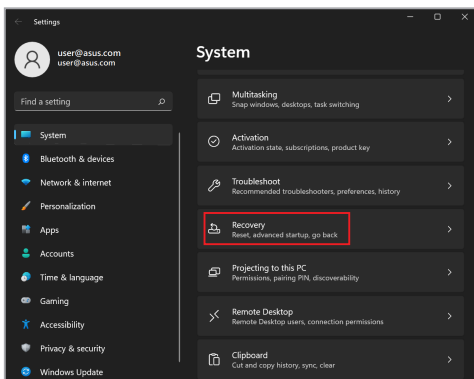 Settings
user@asus.com
user@asus.com
Find a setting
System
Bluetooth & devices
Network & internet
Personalization
Apps
Accounts
Time & language
Gaming
Accessibility
Privacy & security
Windows Update
System
Multitasking
Snap windows, desktops, task switching
Activation
Activation state, subscriptions, product key
Troubleshoot
Recommended troubleshooters, preferences, history
Recovery
Reset, advanced startup, go back
Projecting to this PC
Permissions, pairing PIN, discoverability
Remote Desktop
Remote Desktop users, connection permissions
Clipboard
Cut and copy history, sync, clear